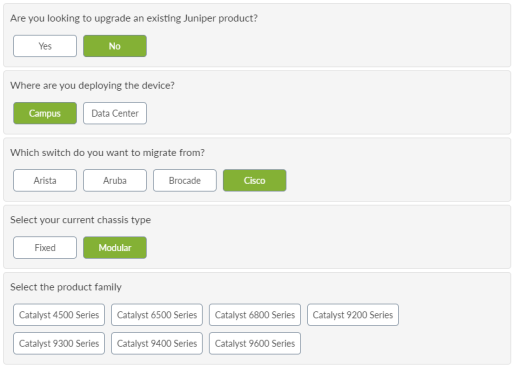 Are you looking to upgrade an existing Juniper product?
Yes No
Where are you deploying the device?
Campus Data Center
Which switch do you want to migrate from?
Arista Aruba Brocade Cisco
Select your current chassis type
Fixed Modular
Select the product family
Catalyst 4500 Series Catalyst 6500 Series Catalyst 6800 Series Catalyst 9200 Series
Catalyst 9300 Series Catalyst 9400 Series Catalyst 9600 Series